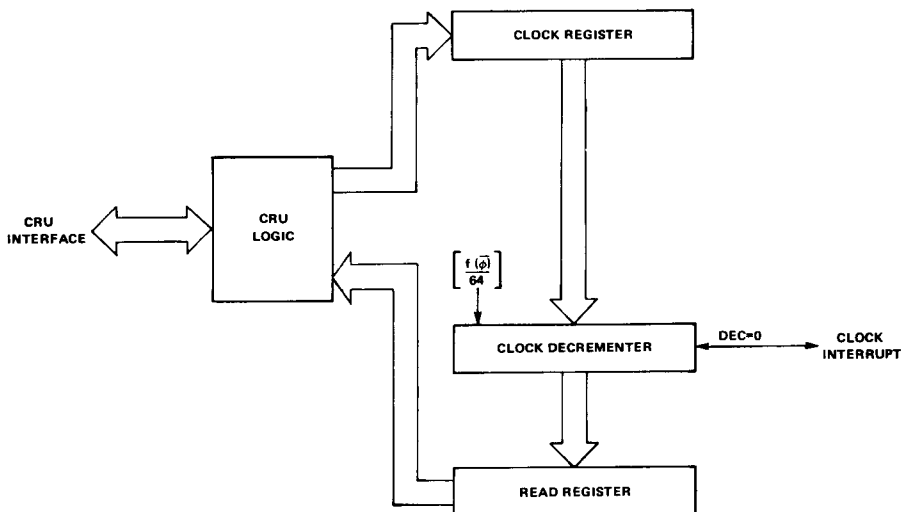 CLOCK REGISTER
CRU
INTERFACE
CRU
LOGIC
[f(φ̅)/64]
CLOCK DECREMENTER
DEC=0
CLOCK
INTERRUPT
READ REGISTER